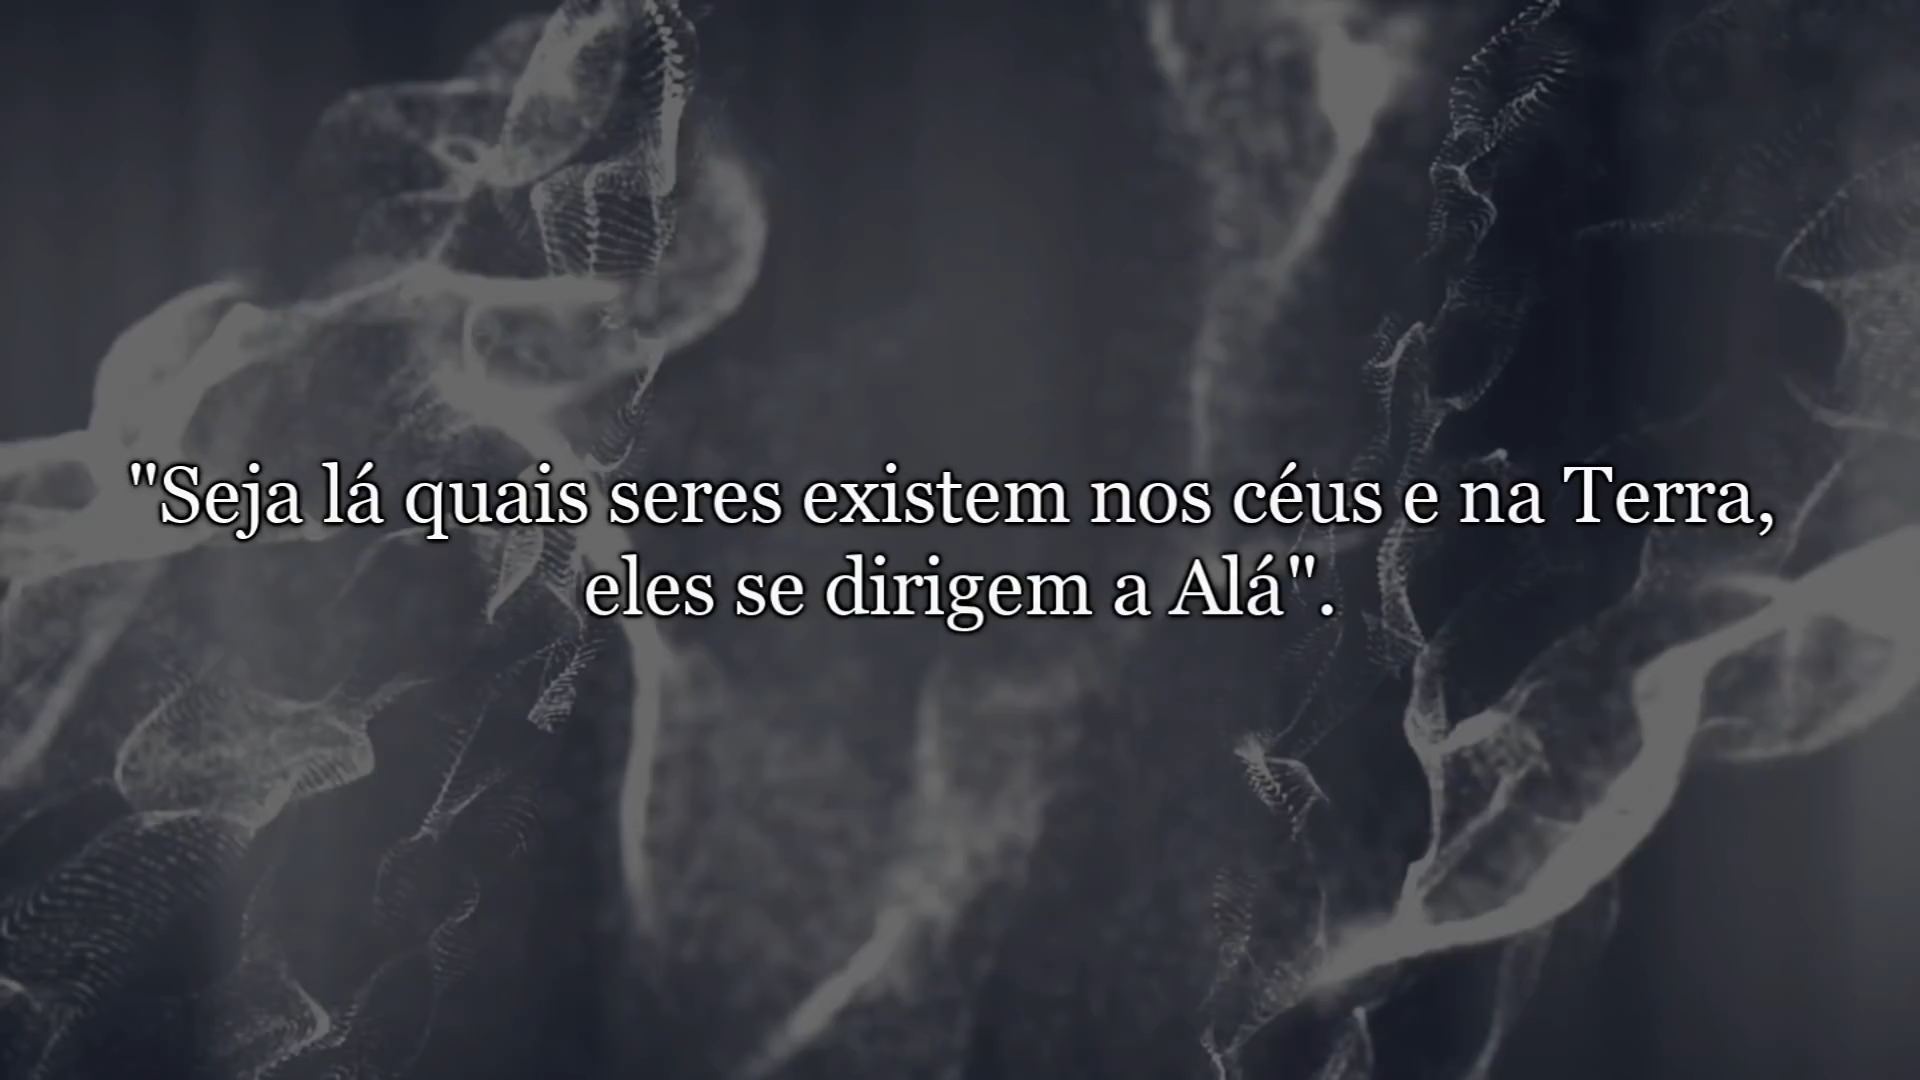 "Seja lá quais seres existem nos céus e na Terra,
eles se dirigem a Alá".